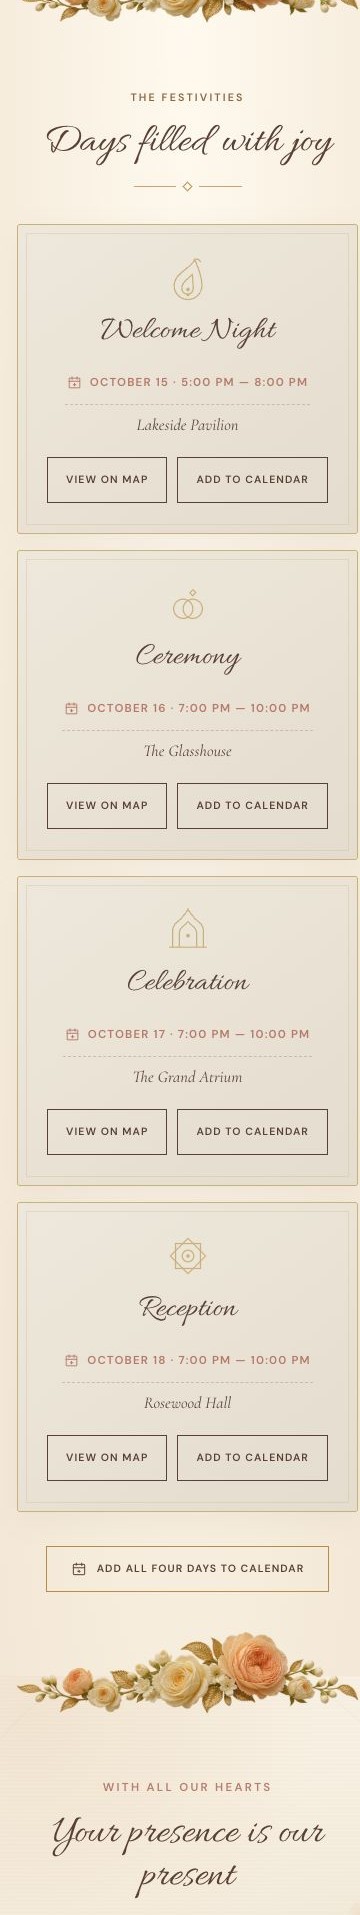 THE FESTIVITIES
Days filled with joy
Welcome Night
OCTOBER 15 · 5:00 PM — 8:00 PM
Lakeside Pavilion
VIEW ON MAP
ADD TO CALENDAR
Ceremony
OCTOBER 16 · 7:00 PM — 10:00 PM
The Glasshouse
VIEW ON MAP
ADD TO CALENDAR
Celebration
OCTOBER 17 · 7:00 PM — 10:00 PM
The Grand Atrium
VIEW ON MAP
ADD TO CALENDAR
Reception
OCTOBER 18 · 7:00 PM — 10:00 PM
Rosewood Hall
VIEW ON MAP
ADD TO CALENDAR
ADD ALL FOUR DAYS TO CALENDAR
WITH ALL OUR HEARTS
Your presence is our
present